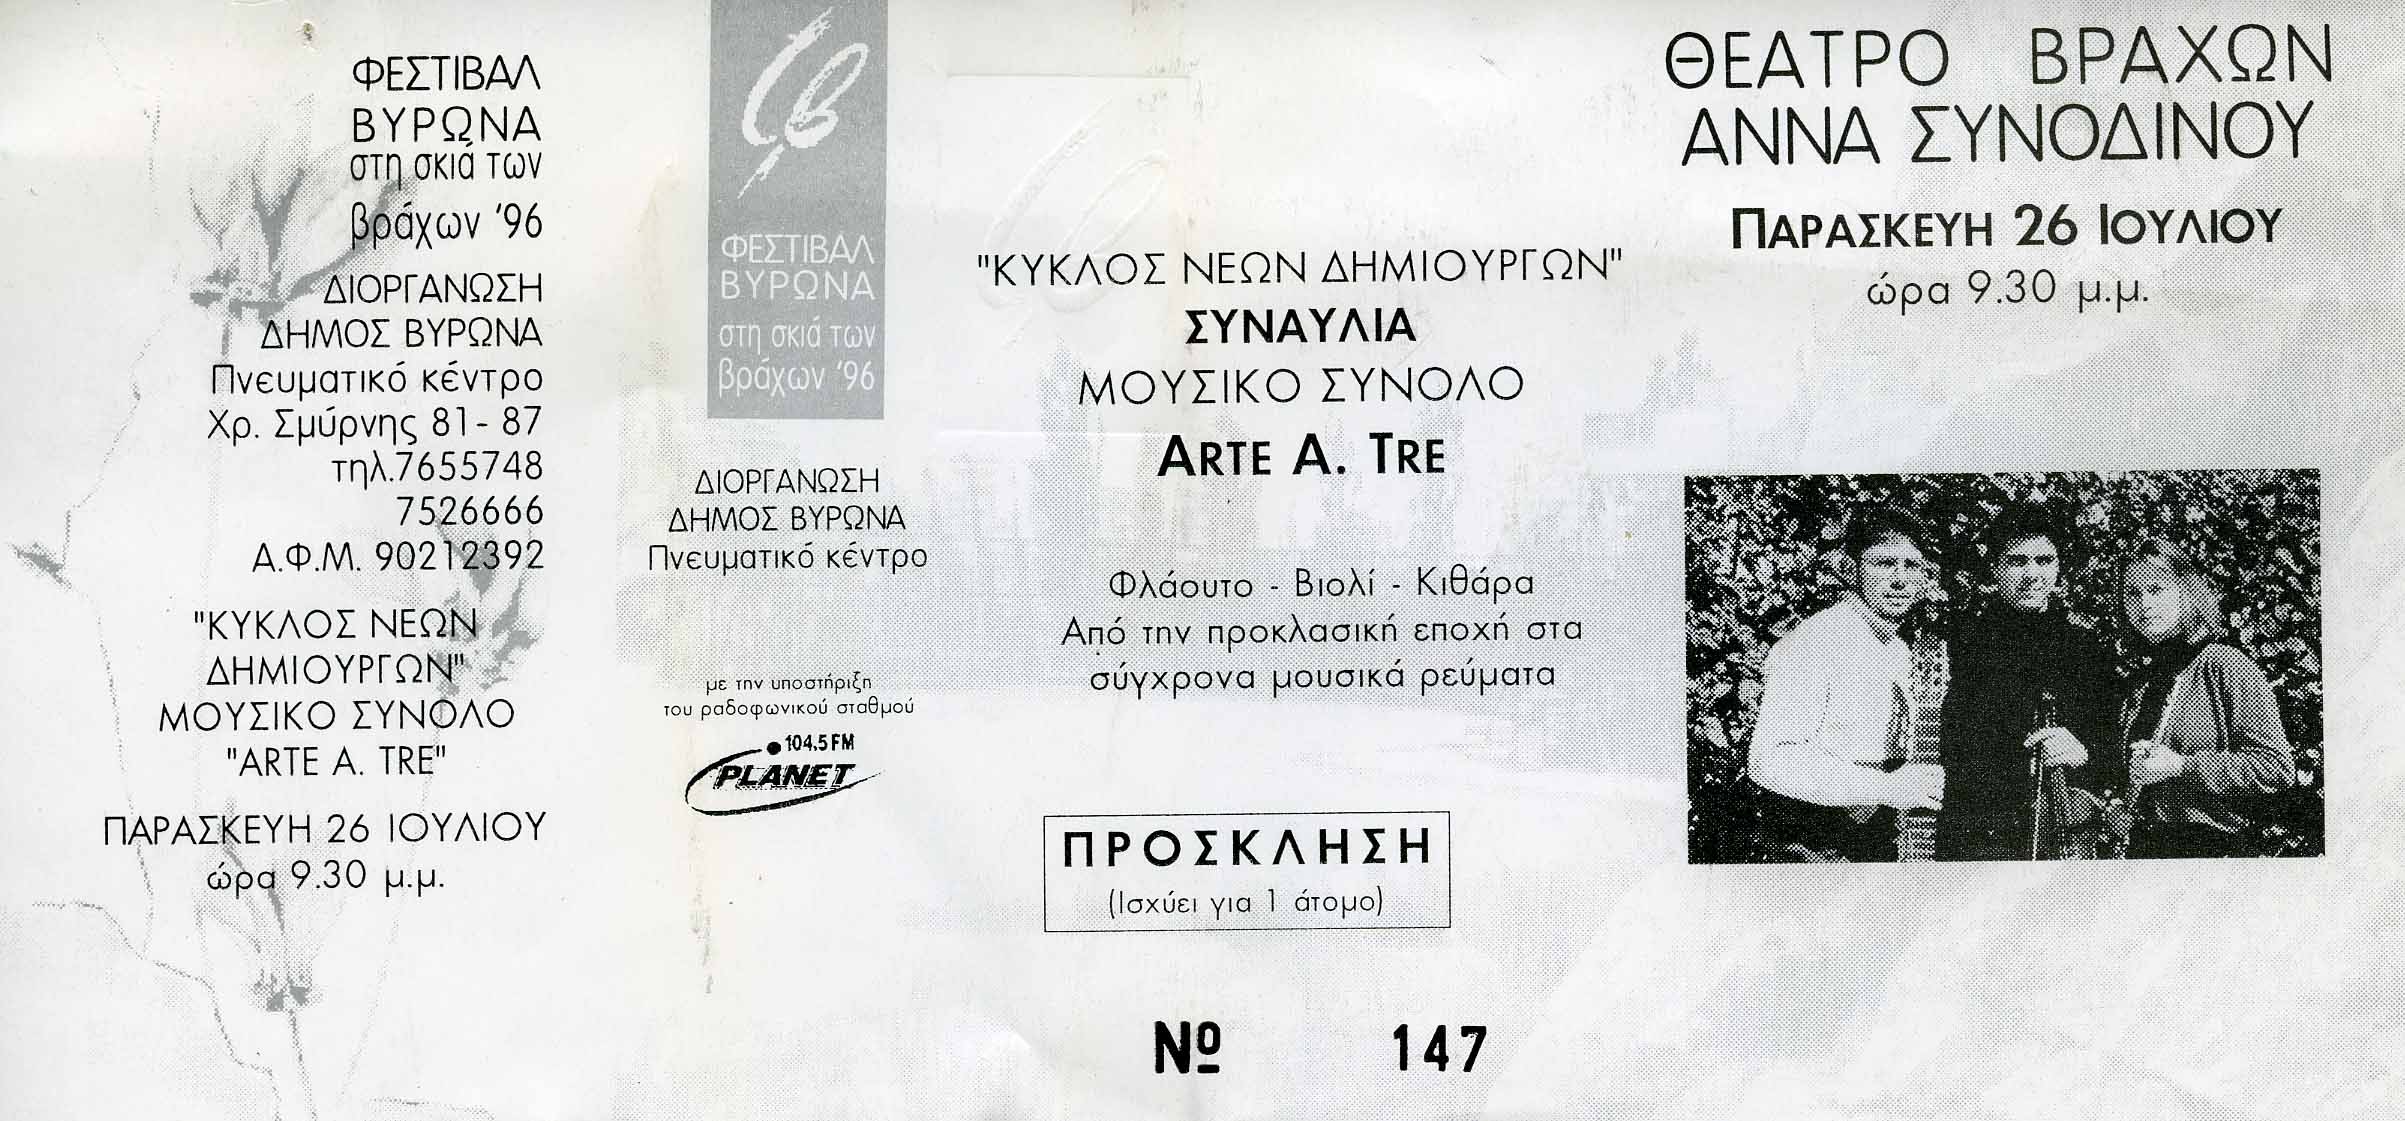 ΦΕΣΤΙΒΑΛ
ΒΥΡΩΝΑ
στη σκιά των
βράχων '96
ΔΙΟΡΓΑΝΩΣΗ
ΔΗΜΟΣ ΒΥΡΩΝΑ
Πνευματικό κέντρο
Χρ. Σμύρνης 81- 87
τηλ.7655748
7526666
Α.Φ.Μ. 90212392
"ΚΥΚΛΟΣ ΝΕΩΝ
ΔΗΜΙΟΥΡΓΩΝ"
ΜΟΥΣΙΚΟ ΣΥΝΟΛΟ
"ARTE A. TRE"
ΠΑΡΑΣΚΕΥΗ 26 ΙΟΥΛΙΟΥ
ώρα 9.30 μ.μ.
ΦΕΣΤΙΒΑΛ
ΒΥΡΩΝΑ
στη σκιά των
βράχων '96
ΔΙΟΡΓΑΝΩΣΗ
ΔΗΜΟΣ ΒΥΡΩΝΑ
Πνευματικό κέντρο
με την υποστήριξη
του ραδοφωνικού σταθμού
104,5 FM
PLANET
"ΚΥΚΛΟΣ ΝΕΩΝ ΔΗΜΙΟΥΡΓΩΝ"
ΣΥΝΑΥΛΙΑ
ΜΟΥΣΙΚΟ ΣΥΝΟΛΟ
ARTE A. TRE
Φλάουτο - Βιολί - Κιθάρα
Από την προκλασική εποχή στα
σύγχρονα μουσικά ρεύματα
ΠΡΟΣΚΛΗΣΗ
(Ισχύει για 1 άτομο)
Nº 147
ΘΕΑΤΡΟ ΒΡΑΧΩΝ
ΑΝΝΑ ΣΥΝΟΔΙΝΟΥ
ΠΑΡΑΣΚΕΥΗ 26 ΙΟΥΛΙΟΥ
ώρα 9.30 μ.μ.